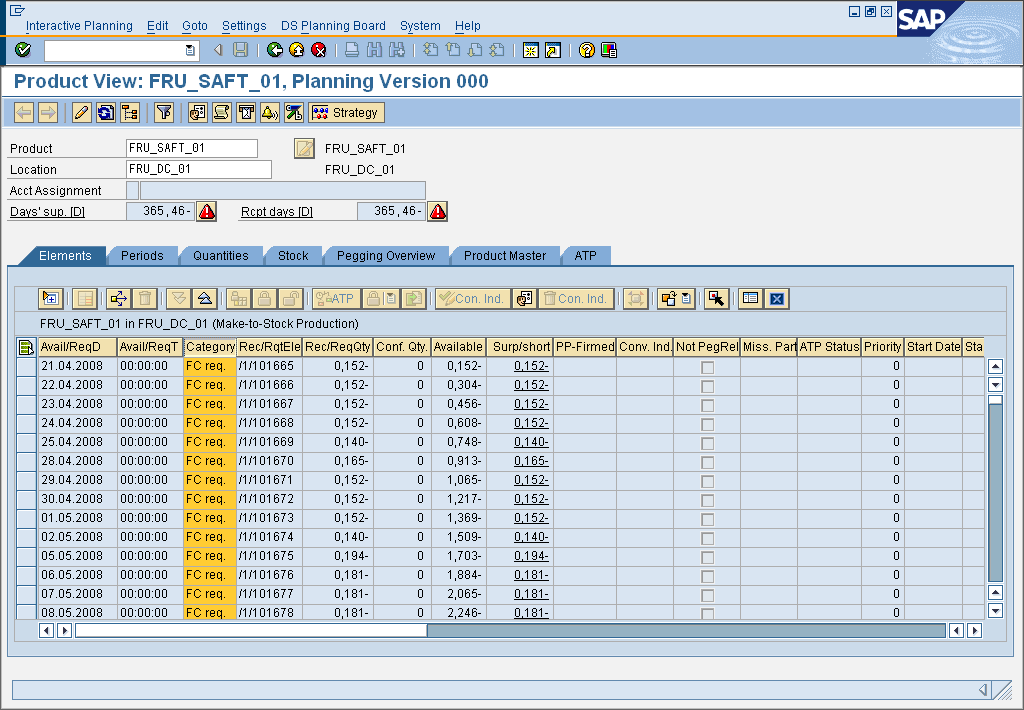 Interactive Planning Edit Goto Settings DS Planning Board System Help
SAP
Product View: FRU_SAFT_01, Planning Version 000
Strategy
Product FRU_SAFT_01 FRU_SAFT_01
Location FRU_DC_01 FRU_DC_01
Acct Assignment
Days' sup. [D] 365,46- Rcpt days [D] 365,46-
Elements Periods Quantities Stock Pegging Overview Product Master ATP
ATP Con. Ind. Con. Ind.
FRU_SAFT_01 in FRU_DC_01 (Make-to-Stock Production)
Avail/ReqD Avail/ReqT Category Rec/RqtEle Rec/ReqQty Conf. Qty. Available Surp/short PP-Firmed Conv. Ind. Not PegRel Miss. Part ATP Status Priority Start Date Sta
21.04.2008 00:00:00 FC req. /1/101665 0,152- 0 0,152- 0,152- 0
22.04.2008 00:00:00 FC req. /1/101666 0,152- 0 0,304- 0,152- 0
23.04.2008 00:00:00 FC req. /1/101667 0,152- 0 0,456- 0,152- 0
24.04.2008 00:00:00 FC req. /1/101668 0,152- 0 0,608- 0,152- 0
25.04.2008 00:00:00 FC req. /1/101669 0,140- 0 0,748- 0,140- 0
28.04.2008 00:00:00 FC req. /1/101670 0,165- 0 0,913- 0,165- 0
29.04.2008 00:00:00 FC req. /1/101671 0,152- 0 1,065- 0,152- 0
30.04.2008 00:00:00 FC req. /1/101672 0,152- 0 1,217- 0,152- 0
01.05.2008 00:00:00 FC req. /1/101673 0,152- 0 1,369- 0,152- 0
02.05.2008 00:00:00 FC req. /1/101674 0,140- 0 1,509- 0,140- 0
05.05.2008 00:00:00 FC req. /1/101675 0,194- 0 1,703- 0,194- 0
06.05.2008 00:00:00 FC req. /1/101676 0,181- 0 1,884- 0,181- 0
07.05.2008 00:00:00 FC req. /1/101677 0,181- 0 2,065- 0,181- 0
08.05.2008 00:00:00 FC req. /1/101678 0,181- 0 2,246- 0,181- 0